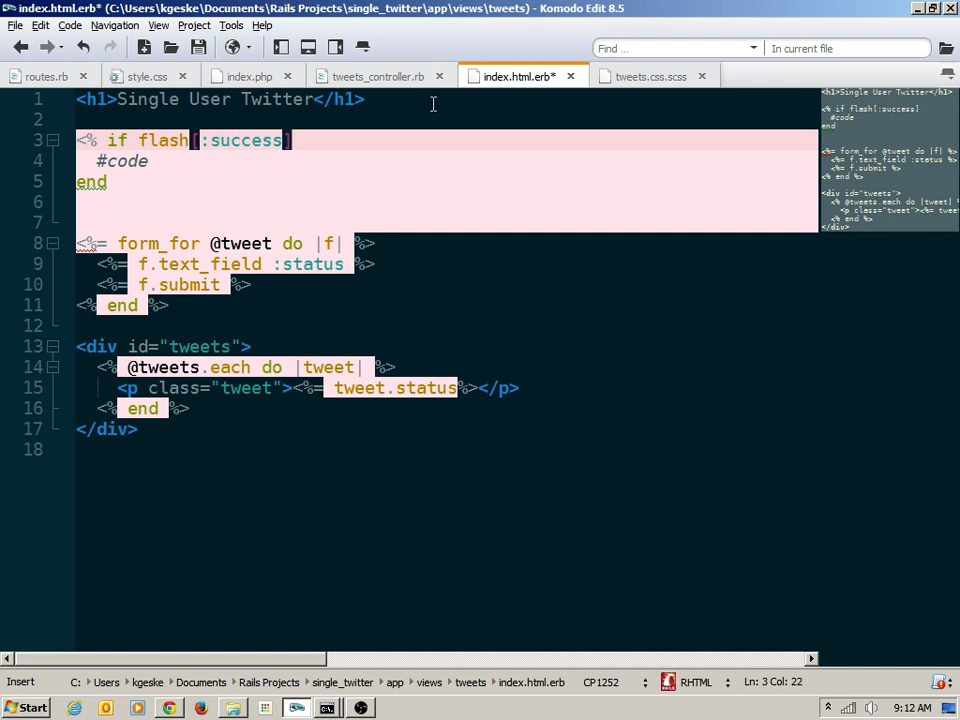 index.html.erb* (C:\Users\kgeske\Documents\Rails Projects\single_twitter\app\views\tweets) - Komodo Edit 8.5
File Edit Code Navigation View Project Tools Help
Find ... In current file
routes.rb style.css index.php tweets_controller.rb index.html.erb* tweets.css.scss
1 <h1>Single User Twitter</h1>
2
3 <% if flash[:success]
4 #code
5 end
6
7
8 <%= form_for @tweet do |f| %>
9 <%= f.text_field :status %>
10 <%= f.submit %>
11 <% end %>
12
13 <div id="tweets">
14 <% @tweets.each do |tweet| %>
15 <p class="tweet"><%= tweet.status%></p>
16 <% end %>
17 </div>
18
<h1>Single User Twitter</h1>
<% if flash[:success]
#code
end
<%= form_for @tweet do |f| %>
<%= f.text_field :status %>
<%= f.submit %>
<% end %>
<div id="tweets">
<% @tweets.each do |tweet| %>
<p class="tweet"><%= twee
<% end %>
</div>
Insert C: Users kgeske Documents Rails Projects single_twitter app views tweets index.html.erb CP1252 RHTML Ln: 3 Col: 22
Start 9:12 AM